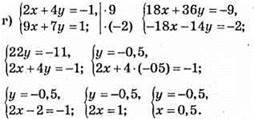 г) {2x + 4y = -1, | · 9 {18x + 36y = -9,
{9x + 7y = 1; | · (-2) {-18x - 14y = -2;
{22y = -11, {y = -0,5,
{2x + 4y = -1; {2x + 4 · (-05) = -1;
{y = -0,5, {y = -0,5, {y = -0,5,
{2x - 2 = -1; {2x = 1; {x = 0,5.